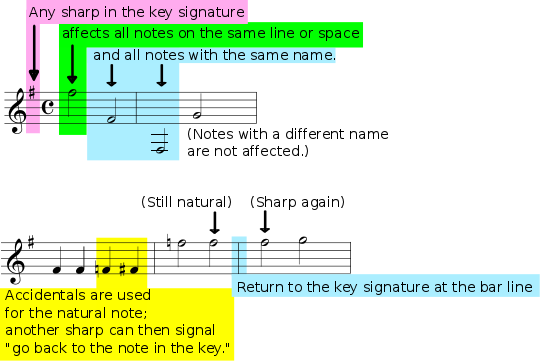 Any sharp in the key signature
affects all notes on the same line or space
and all notes with the same name.
(Notes with a different name
are not affected.)
(Still natural)
(Sharp again)
Accidentals are used
for the natural note;
another sharp can then signal
"go back to the note in the key."
Return to the key signature at the bar line